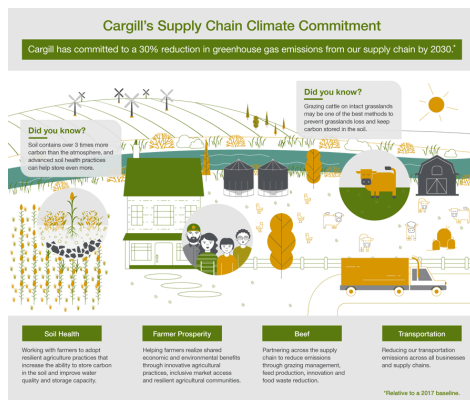 Cargill's Supply Chain Climate Commitment
Cargill has committed to a 30% reduction in greenhouse gas emissions from our supply chain by 2030.*
Did you know?
Grazing cattle on intact grasslands
may be one of the best methods to
prevent grasslands loss and keep
carbon stored in the soil.
Did you know?
Soil contains over 3 times more
carbon than the atmosphere, and
advanced soil health practices
can help store even more.
Soil Health
Working with farmers to adopt
resilient agriculture practices that
increase the ability to store carbon
in the soil and improve water
quality and storage capacity.
Farmer Prosperity
Helping farmers realize shared
economic and environmental benefits
through innovative agricultural
practices, inclusive market access
and resilient agricultural communities.
Beef
Partnering across the supply
chain to reduce emissions
through grazing management,
feed production, innovation and
food waste reduction.
Transportation
Reducing our transportation
emissions across all businesses
and supply chains.
*Relative to a 2017 baseline.